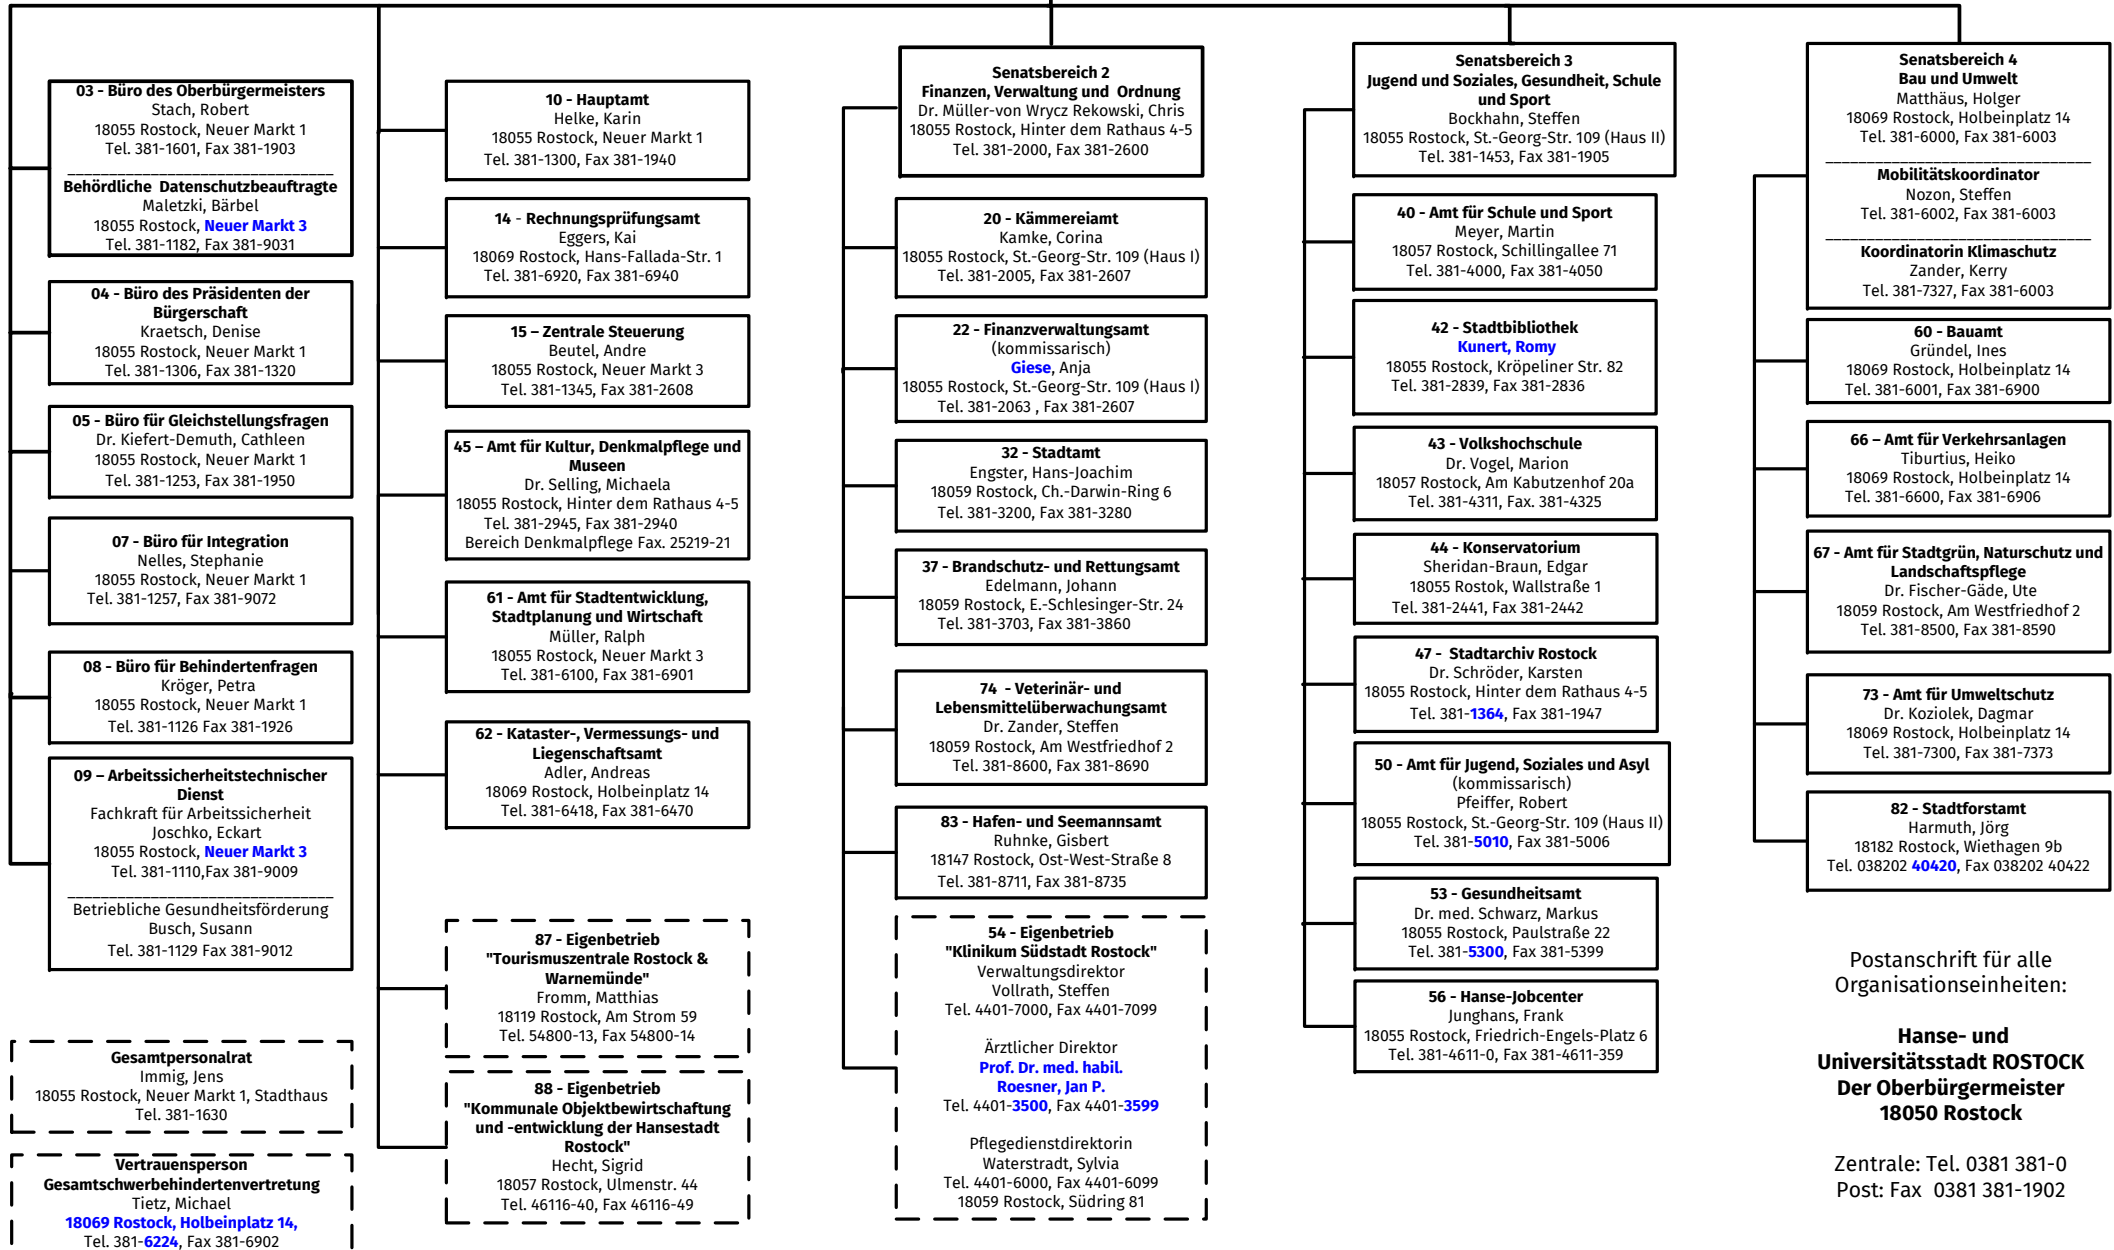 03 - Büro des Oberbürgermeisters
Stach, Robert
18055 Rostock, Neuer Markt 1
Tel. 381-1601, Fax 381-1903
Behördliche Datenschutzbeauftragte
Maletzki, Bärbel
18055 Rostock, Neuer Markt 3
Tel. 381-1182, Fax 381-9031
04 - Büro des Präsidenten der
Bürgerschaft
Kraetsch, Denise
18055 Rostock, Neuer Markt 1
Tel. 381-1306, Fax 381-1320
05 - Büro für Gleichstellungsfragen
Dr. Kiefert-Demuth, Cathleen
18055 Rostock, Neuer Markt 1
Tel. 381-1253, Fax 381-1950
07 - Büro für Integration
Nelles, Stephanie
18055 Rostock, Neuer Markt 1
Tel. 381-1257, Fax 381-9072
08 - Büro für Behindertenfragen
Kröger, Petra
18055 Rostock, Neuer Markt 1
Tel. 381-1126 Fax 381-1926
09 – Arbeitssicherheitstechnischer
Dienst
Fachkraft für Arbeitssicherheit
Joschko, Eckart
18055 Rostock, Neuer Markt 3
Tel. 381-1110,Fax 381-9009
Betriebliche Gesundheitsförderung
Busch, Susann
Tel. 381-1129 Fax 381-9012
Gesamtpersonalrat
Immig, Jens
18055 Rostock, Neuer Markt 1, Stadthaus
Tel. 381-1630
Vertrauensperson
Gesamtschwerbehindertenvertretung
Tietz, Michael
18069 Rostock, Holbeinplatz 14,
Tel. 381-6224, Fax 381-6902
10 - Hauptamt
Helke, Karin
18055 Rostock, Neuer Markt 1
Tel. 381-1300, Fax 381-1940
14 - Rechnungsprüfungsamt
Eggers, Kai
18069 Rostock, Hans-Fallada-Str. 1
Tel. 381-6920, Fax 381-6940
15 – Zentrale Steuerung
Beutel, Andre
18055 Rostock, Neuer Markt 3
Tel. 381-1345, Fax 381-2608
45 – Amt für Kultur, Denkmalpflege und
Museen
Dr. Selling, Michaela
18055 Rostock, Hinter dem Rathaus 4-5
Tel. 381-2945, Fax 381-2940
Bereich Denkmalpflege Fax. 25219-21
61 - Amt für Stadtentwicklung,
Stadtplanung und Wirtschaft
Müller, Ralph
18055 Rostock, Neuer Markt 3
Tel. 381-6100, Fax 381-6901
62 - Kataster-, Vermessungs- und
Liegenschaftsamt
Adler, Andreas
18069 Rostock, Holbeinplatz 14
Tel. 381-6418, Fax 381-6470
87 - Eigenbetrieb
"Tourismuszentrale Rostock &
Warnemünde"
Fromm, Matthias
18119 Rostock, Am Strom 59
Tel. 54800-13, Fax 54800-14
88 - Eigenbetrieb
"Kommunale Objektbewirtschaftung
und -entwicklung der Hansestadt
Rostock"
Hecht, Sigrid
18057 Rostock, Ulmenstr. 44
Tel. 46116-40, Fax 46116-49
Senatsbereich 2
Finanzen, Verwaltung und Ordnung
Dr. Müller-von Wrycz Rekowski, Chris
18055 Rostock, Hinter dem Rathaus 4-5
Tel. 381-2000, Fax 381-2600
20 - Kämmereiamt
Kamke, Corina
18055 Rostock, St.-Georg-Str. 109 (Haus I)
Tel. 381-2005, Fax 381-2607
22 - Finanzverwaltungsamt
(kommissarisch)
Giese, Anja
18055 Rostock, St.-Georg-Str. 109 (Haus I)
Tel. 381-2063 , Fax 381-2607
32 - Stadtamt
Engster, Hans-Joachim
18059 Rostock, Ch.-Darwin-Ring 6
Tel. 381-3200, Fax 381-3280
37 - Brandschutz- und Rettungsamt
Edelmann, Johann
18059 Rostock, E.-Schlesinger-Str. 24
Tel. 381-3703, Fax 381-3860
74 - Veterinär- und
Lebensmittelüberwachungsamt
Dr. Zander, Steffen
18059 Rostock, Am Westfriedhof 2
Tel. 381-8600, Fax 381-8690
83 - Hafen- und Seemannsamt
Ruhnke, Gisbert
18147 Rostock, Ost-West-Straße 8
Tel. 381-8711, Fax 381-8735
54 - Eigenbetrieb
"Klinikum Südstadt Rostock"
Verwaltungsdirektor
Vollrath, Steffen
Tel. 4401-7000, Fax 4401-7099
Ärztlicher Direktor
Prof. Dr. med. habil.
Roesner, Jan P.
Tel. 4401-3500, Fax 4401-3599
Pflegedienstdirektorin
Waterstradt, Sylvia
Tel. 4401-6000, Fax 4401-6099
18059 Rostock, Südring 81
Senatsbereich 3
Jugend und Soziales, Gesundheit, Schule
und Sport
Bockhahn, Steffen
18055 Rostock, St.-Georg-Str. 109 (Haus II)
Tel. 381-1453, Fax 381-1905
40 - Amt für Schule und Sport
Meyer, Martin
18057 Rostock, Schillingallee 71
Tel. 381-4000, Fax 381-4050
42 - Stadtbibliothek
Kunert, Romy
18055 Rostock, Kröpeliner Str. 82
Tel. 381-2839, Fax 381-2836
43 - Volkshochschule
Dr. Vogel, Marion
18057 Rostock, Am Kabutzenhof 20a
Tel. 381-4311, Fax. 381-4325
44 - Konservatorium
Sheridan-Braun, Edgar
18055 Rostok, Wallstraße 1
Tel. 381-2441, Fax 381-2442
47 - Stadtarchiv Rostock
Dr. Schröder, Karsten
18055 Rostock, Hinter dem Rathaus 4-5
Tel. 381-1364, Fax 381-1947
50 - Amt für Jugend, Soziales und Asyl
(kommissarisch)
Pfeiffer, Robert
18055 Rostock, St.-Georg-Str. 109 (Haus II)
Tel. 381-5010, Fax 381-5006
53 - Gesundheitsamt
Dr. med. Schwarz, Markus
18055 Rostock, Paulstraße 22
Tel. 381-5300, Fax 381-5399
56 - Hanse-Jobcenter
Junghans, Frank
18055 Rostock, Friedrich-Engels-Platz 6
Tel. 381-4611-0, Fax 381-4611-359
Senatsbereich 4
Bau und Umwelt
Matthäus, Holger
18069 Rostock, Holbeinplatz 14
Tel. 381-6000, Fax 381-6003
Mobilitätskoordinator
Nozon, Steffen
Tel. 381-6002, Fax 381-6003
Koordinatorin Klimaschutz
Zander, Kerry
Tel. 381-7327, Fax 381-6003
60 - Bauamt
Gründel, Ines
18069 Rostock, Holbeinplatz 14
Tel. 381-6001, Fax 381-6900
66 – Amt für Verkehrsanlagen
Tiburtius, Heiko
18069 Rostock, Holbeinplatz 14
Tel. 381-6600, Fax 381-6906
67 - Amt für Stadtgrün, Naturschutz und
Landschaftspflege
Dr. Fischer-Gäde, Ute
18059 Rostock, Am Westfriedhof 2
Tel. 381-8500, Fax 381-8590
73 - Amt für Umweltschutz
Dr. Koziolek, Dagmar
18069 Rostock, Holbeinplatz 14
Tel. 381-7300, Fax 381-7373
82 - Stadtforstamt
Harmuth, Jörg
18182 Rostock, Wiethagen 9b
Tel. 038202 40420, Fax 038202 40422
Postanschrift für alle
Organisationseinheiten:
Hanse- und
Universitätsstadt ROSTOCK
Der Oberbürgermeister
18050 Rostock
Zentrale: Tel. 0381 381-0
Post: Fax 0381 381-1902